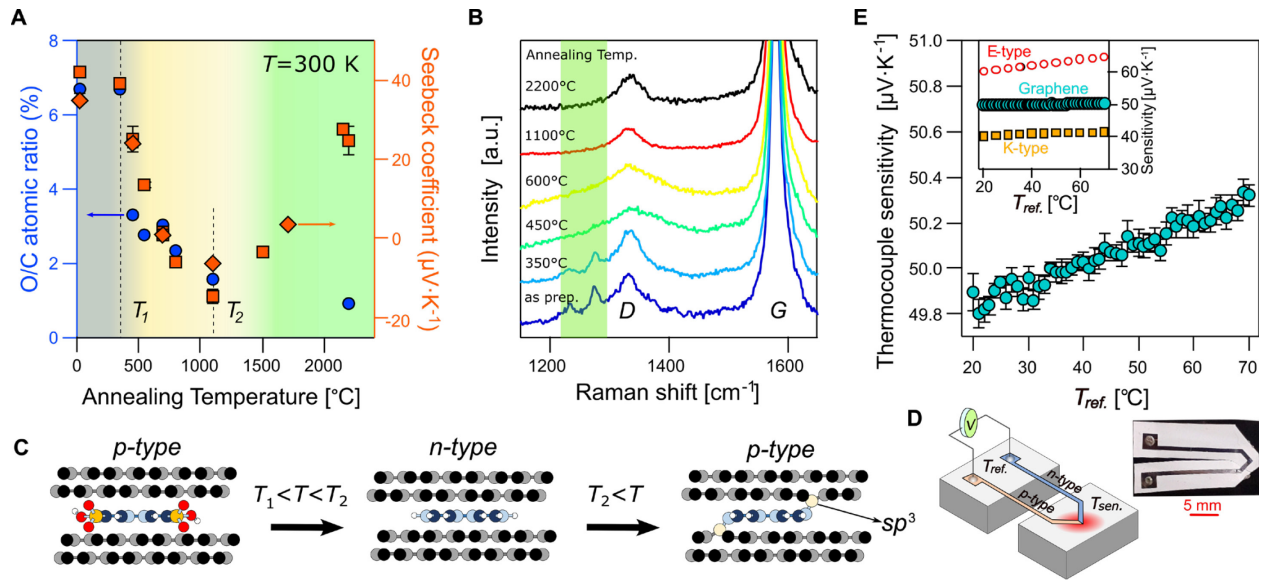 A
8
6
4
2
0
O/C atomic ratio (%)
T=300 K
T1
T2
40
20
0
-20
Seebeck coefficient (µV·K⁻¹)
0
500
1000
1500
2000
Annealing Temperature [°C]
B
Annealing Temp.
2200°C
1100°C
600°C
450°C
350°C
as prep.
D
G
Intensity [a.u.]
1200
1400
1600
Raman shift [cm⁻¹]
E
51.0
50.8
50.6
50.4
50.2
50.0
49.8
Thermocouple sensitivity [µV·K⁻¹]
E-type
Graphene
K-type
60
50
40
30
Sensitivity [µV·K⁻¹]
20
40
60
Tref. [°C]
20
30
40
50
60
70
Tref. [°C]
C
p-type
T1<T<T2
n-type
T2<T
p-type
sp³
D
V
Tref.
n-type
p-type
Tsen.
5 mm